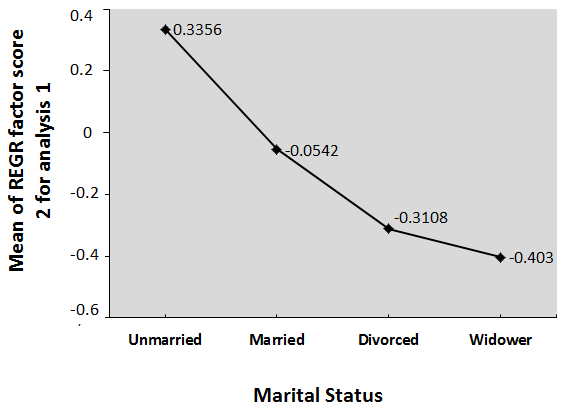 Mean of REGR factor score
2 for analysis 1
0.4
0.2
0
-0.2
-0.4
-0.6
0.3356
-0.0542
-0.3108
-0.403
Unmarried Married Divorced Widower
Marital Status